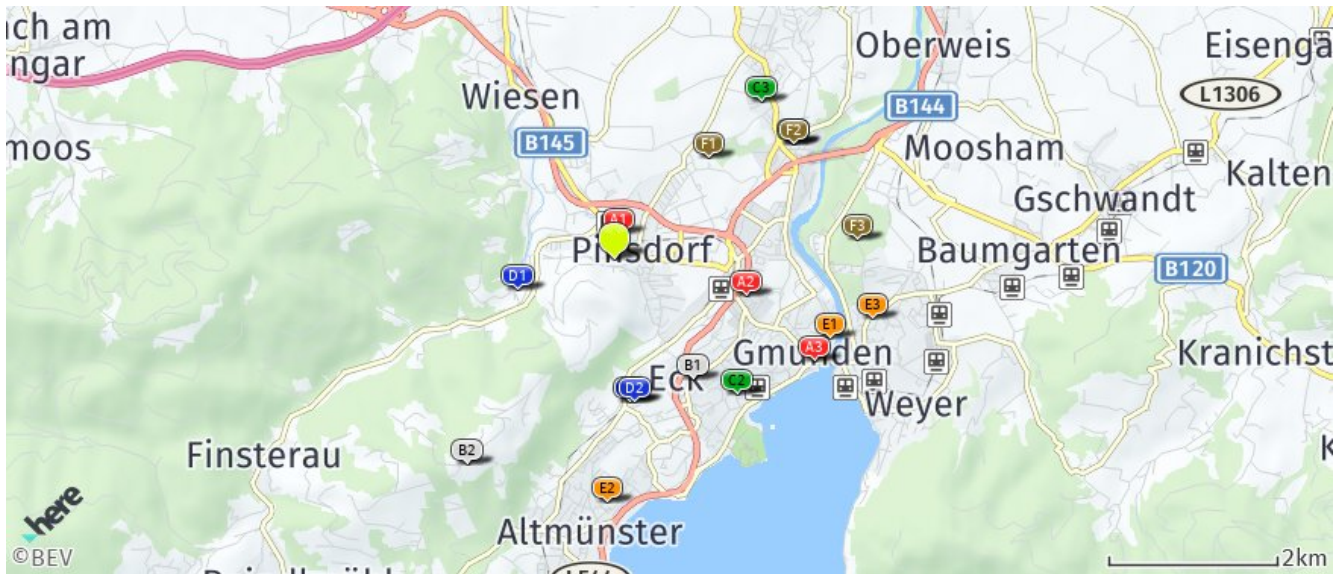 ach am
ngar
Oberweis
Eisenga
Wiesen
C3
L1306
B144
B145
F2
F1
moos
Moosham
Kalten
Gschwandt
A1
F3
Pinsdorf
Baumgarten
B120
D1
A2
E3
E1
A3
Gmunden
Kranichst
B1
Eck
C2
D2
Weyer
Finsterau
B2
E2
Altmünster
here
©BEV
2km